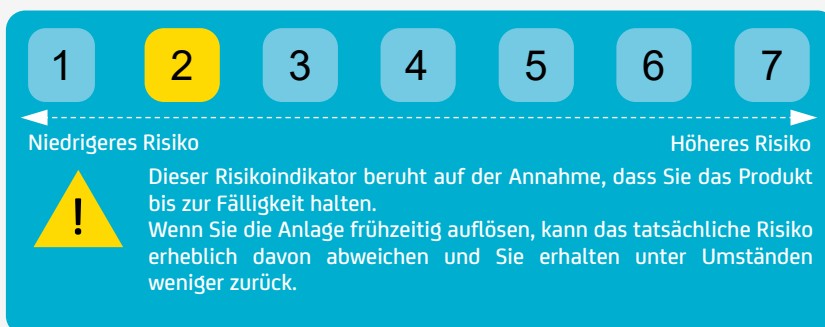 1 2 3 4 5 6 7
Niedrigeres Risiko Höheres Risiko
! Dieser Risikoindikator beruht auf der Annahme, dass Sie das Produkt
bis zur Fälligkeit halten.
Wenn Sie die Anlage frühzeitig auflösen, kann das tatsächliche Risiko
erheblich davon abweichen und Sie erhalten unter Umständen
weniger zurück.